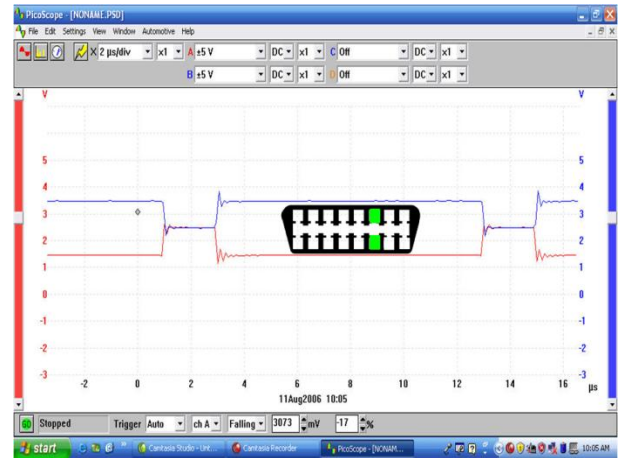 PicoScope - [NONAME.PSD]
File Edit Settings View Window Automotive Help
X 2 µs/div x1 A ±5 V DC x1 C Off DC x1
B ±5 V DC x1 D Off DC x1
V V
5 5
4 4
3 3
2 2
1 1
0 0
-1 -1
-2 -2
-3 -3
-2 0 2 4 6 8 10 12 14 16 µs
11Aug2006 10:05
GO Stopped Trigger Auto ch A Falling 3073 mV -17 %
start Camtasia Studio - Unt... Camtasia Recorder PicoScope - [NONAM... 10:05 AM